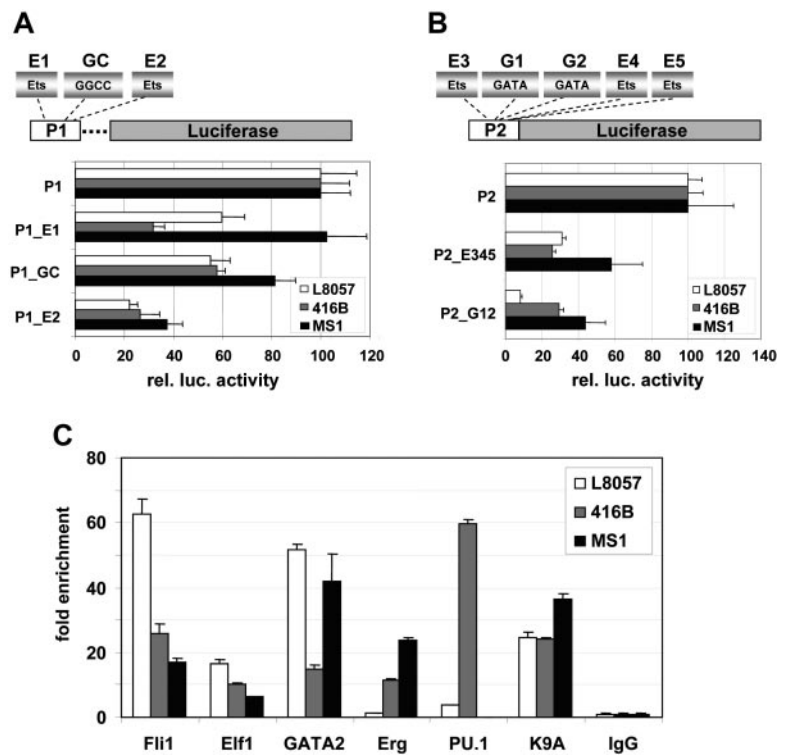 A
E1 GC E2
Ets GGCC Ets
P1 Luciferase
P1
P1_E1
P1_GC
P1_E2
L8057
416B
MS1
0 20 40 60 80 100 120
rel. luc. activity
B
E3 G1 G2 E4 E5
Ets GATA GATA Ets Ets
P2 Luciferase
P2
P2_E345
P2_G12
L8057
416B
MS1
0 20 40 60 80 100 120 140
rel. luc. activity
C
80
60
40
20
0
fold enrichment
L8057
416B
MS1
Fli1 Elf1 GATA2 Erg PU.1 K9A IgG